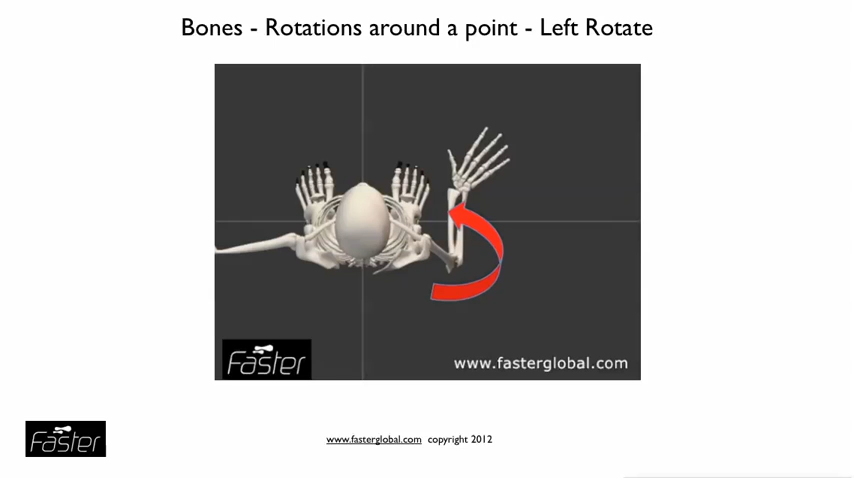 Bones - Rotations around a point - Left Rotate
Faster
www.fasterglobal.com
Faster
www.fasterglobal.com copyright 2012